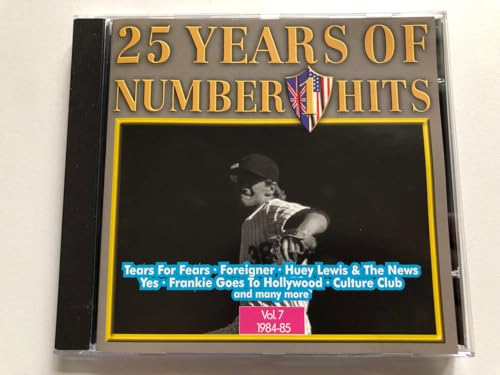 25 YEARS OF
NUMBER 1 HITS
Tears For Fears · Foreigner · Huey Lewis & The News
Yes · Frankie Goes To Hollywood · Culture Club
and many more
Vol. 7
1984-85